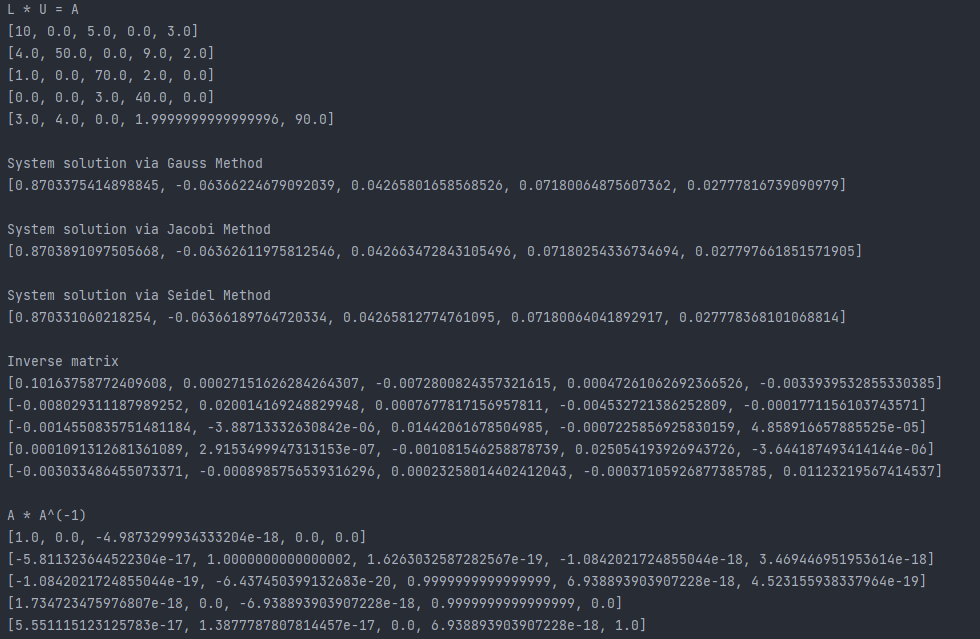 L * U = A
[10, 0.0, 5.0, 0.0, 3.0]
[4.0, 50.0, 0.0, 9.0, 2.0]
[1.0, 0.0, 70.0, 2.0, 0.0]
[0.0, 0.0, 3.0, 40.0, 0.0]
[3.0, 4.0, 0.0, 1.9999999999999996, 90.0]
System solution via Gauss Method
[0.8703375414898845, -0.06366224679092039, 0.04265801658568526, 0.07180064875607362, 0.02777816739090979]
System solution via Jacobi Method
[0.8703891097505668, -0.06362611975812546, 0.042663472843105496, 0.07180254336734694, 0.027797661851571905]
System solution via Seidel Method
[0.870331060218254, -0.06366189764720334, 0.04265812774761095, 0.07180064041892917, 0.027778368101068814]
Inverse matrix
[0.10163758772409608, 0.00027151626284264307, -0.0072800824357321615, 0.00047261062692366526, -0.0033939532855330385]
[-0.008029311187989252, 0.020014169248829948, 0.0007677817156957811, -0.004532721386252809, -0.0001771156103743571]
[-0.0014550835751481184, -3.88713332630842e-06, 0.01442061678504985, -0.0007225856925830159, 4.858916657885525e-05]
[0.0001091312681361089, 2.9153499947313153e-07, -0.001081546258878739, 0.025054193926943726, -3.644187493414144e-06]
[-0.003033486455073371, -0.0008985756539316296, 0.00023258014402412043, -0.00037105926877385785, 0.01123219567414537]
A * A^(-1)
[1.0, 0.0, -4.9873299934333204e-18, 0.0, 0.0]
[-5.811323644522304e-17, 1.0000000000000002, 1.6263032587282567e-19, -1.0842021724855044e-18, 3.469446951953614e-18]
[-1.0842021724855044e-19, -6.437450399132683e-20, 0.9999999999999999, 6.938893903907228e-18, 4.523155938337964e-19]
[1.734723475976807e-18, 0.0, -6.938893903907228e-18, 0.9999999999999999, 0.0]
[5.551115123125783e-17, 1.3877787807814457e-17, 0.0, 6.938893903907228e-18, 1.0]